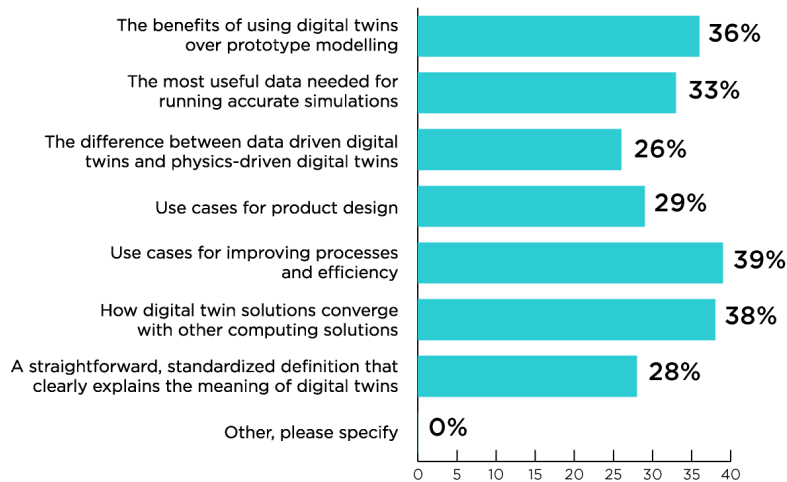 The benefits of using digital twins
over prototype modelling
36%
The most useful data needed for
running accurate simulations
33%
The difference between data driven digital
twins and physics-driven digital twins
26%
Use cases for product design
29%
Use cases for improving processes
and efficiency
39%
How digital twin solutions converge
with other computing solutions
38%
A straightforward, standardized definition that
clearly explains the meaning of digital twins
28%
Other, please specify
0%
0 5 10 15 20 25 30 35 40